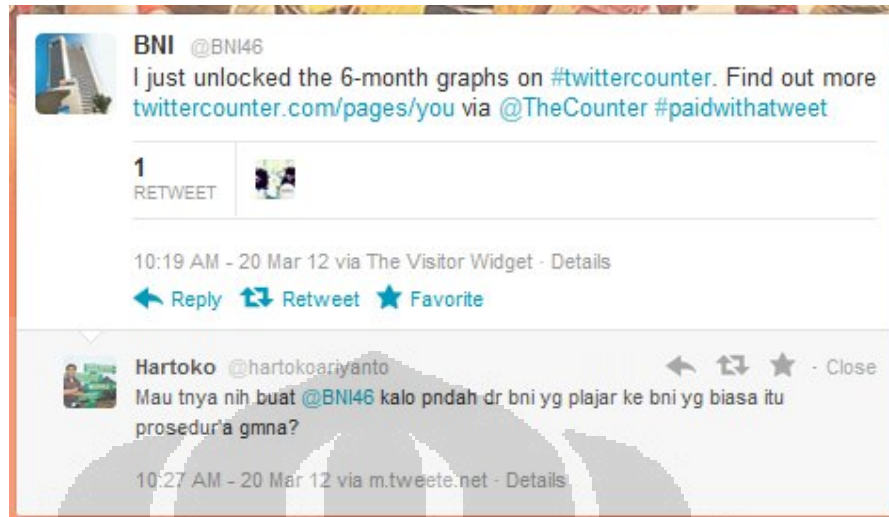 BNI @BNI46
I just unlocked the 6-month graphs on #twittercounter. Find out more
twittercounter.com/pages/you via @TheCounter #paidwithatweet
1
RETWEET
10:19 AM - 20 Mar 12 via The Visitor Widget · Details
Reply Retweet Favorite
Hartoko @hartokoariyanto · Close
Mau tnya nih buat @BNI46 kalo pndah dr bni yg plajar ke bni yg biasa itu
prosedur'a gmna?
10:27 AM - 20 Mar 12 via m.tweete.net · Details